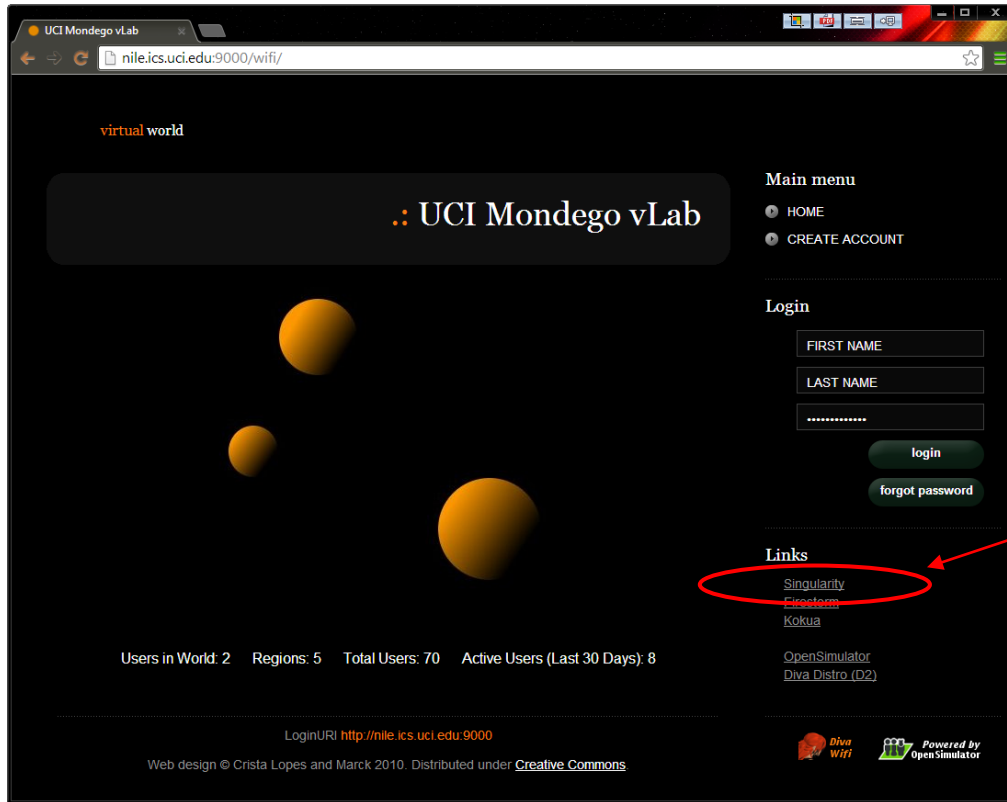 UCI Mondego vLab
nile.ics.uci.edu:9000/wifi/
virtual world
.: UCI Mondego vLab
Main menu
HOME
CREATE ACCOUNT
Login
FIRST NAME
LAST NAME
•••••••••••••
login
forgot password
Links
Singularity
Firestorm
Kokua
OpenSimulator
Diva Distro (D2)
Users in World: 2 Regions: 5 Total Users: 70 Active Users (Last 30 Days): 8
LoginURI http://nile.ics.uci.edu:9000
Web design © Crista Lopes and Marck 2010. Distributed under Creative Commons.
Diva
Wifi
Powered by
OpenSimulator